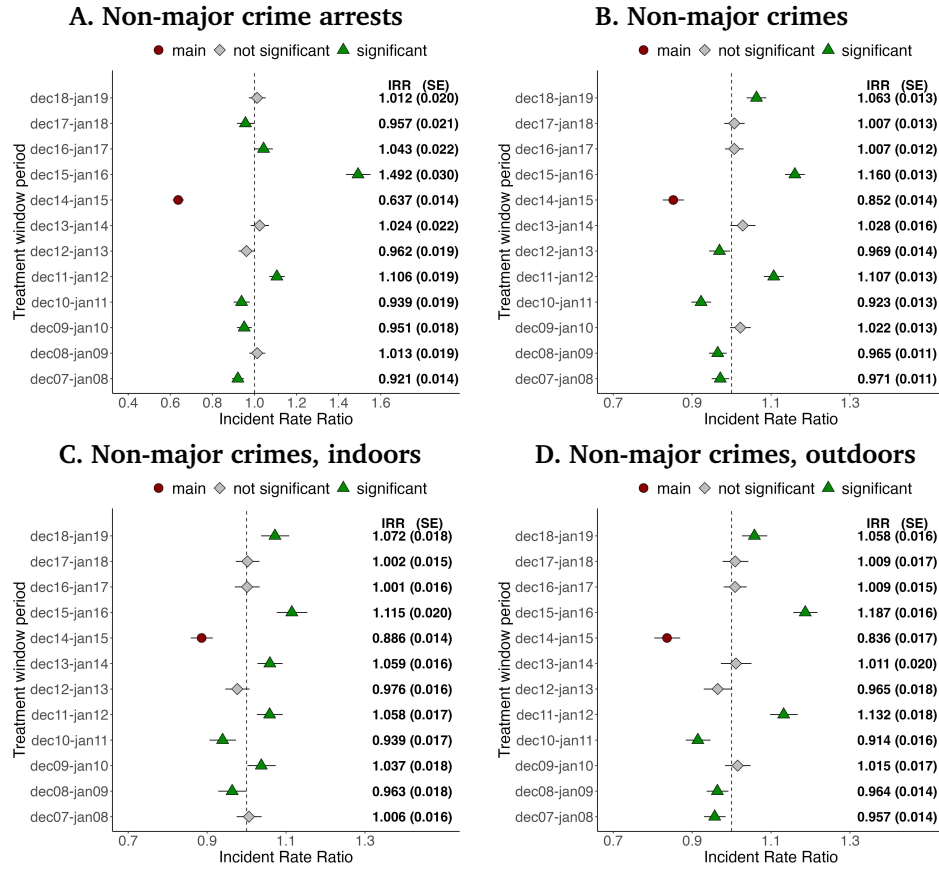 A. Non-major crime arrests
main not significant significant
Treatment window period
IRR (SE)
dec18-jan19 1.012 (0.020)
dec17-jan18 0.957 (0.021)
dec16-jan17 1.043 (0.022)
dec15-jan16 1.492 (0.030)
dec14-jan15 0.637 (0.014)
dec13-jan14 1.024 (0.022)
dec12-jan13 0.962 (0.019)
dec11-jan12 1.106 (0.019)
dec10-jan11 0.939 (0.019)
dec09-jan10 0.951 (0.018)
dec08-jan09 1.013 (0.019)
dec07-jan08 0.921 (0.014)
0.4 0.6 0.8 1.0 1.2 1.4 1.6
Incident Rate Ratio
B. Non-major crimes
main not significant significant
Treatment window period
IRR (SE)
dec18-jan19 1.063 (0.013)
dec17-jan18 1.007 (0.013)
dec16-jan17 1.007 (0.012)
dec15-jan16 1.160 (0.013)
dec14-jan15 0.852 (0.014)
dec13-jan14 1.028 (0.016)
dec12-jan13 0.969 (0.014)
dec11-jan12 1.107 (0.013)
dec10-jan11 0.923 (0.013)
dec09-jan10 1.022 (0.013)
dec08-jan09 0.965 (0.011)
dec07-jan08 0.971 (0.011)
0.7 0.9 1.1 1.3
Incident Rate Ratio
C. Non-major crimes, indoors
main not significant significant
Treatment window period
IRR (SE)
dec18-jan19 1.072 (0.018)
dec17-jan18 1.002 (0.015)
dec16-jan17 1.001 (0.016)
dec15-jan16 1.115 (0.020)
dec14-jan15 0.886 (0.014)
dec13-jan14 1.059 (0.016)
dec12-jan13 0.976 (0.016)
dec11-jan12 1.058 (0.017)
dec10-jan11 0.939 (0.017)
dec09-jan10 1.037 (0.018)
dec08-jan09 0.963 (0.018)
dec07-jan08 1.006 (0.016)
0.7 0.9 1.1 1.3
Incident Rate Ratio
D. Non-major crimes, outdoors
main not significant significant
Treatment window period
IRR (SE)
dec18-jan19 1.058 (0.016)
dec17-jan18 1.009 (0.017)
dec16-jan17 1.009 (0.015)
dec15-jan16 1.187 (0.016)
dec14-jan15 0.836 (0.017)
dec13-jan14 1.011 (0.020)
dec12-jan13 0.965 (0.018)
dec11-jan12 1.132 (0.018)
dec10-jan11 0.914 (0.016)
dec09-jan10 1.015 (0.017)
dec08-jan09 0.964 (0.014)
dec07-jan08 0.957 (0.014)
0.7 0.9 1.1 1.3
Incident Rate Ratio